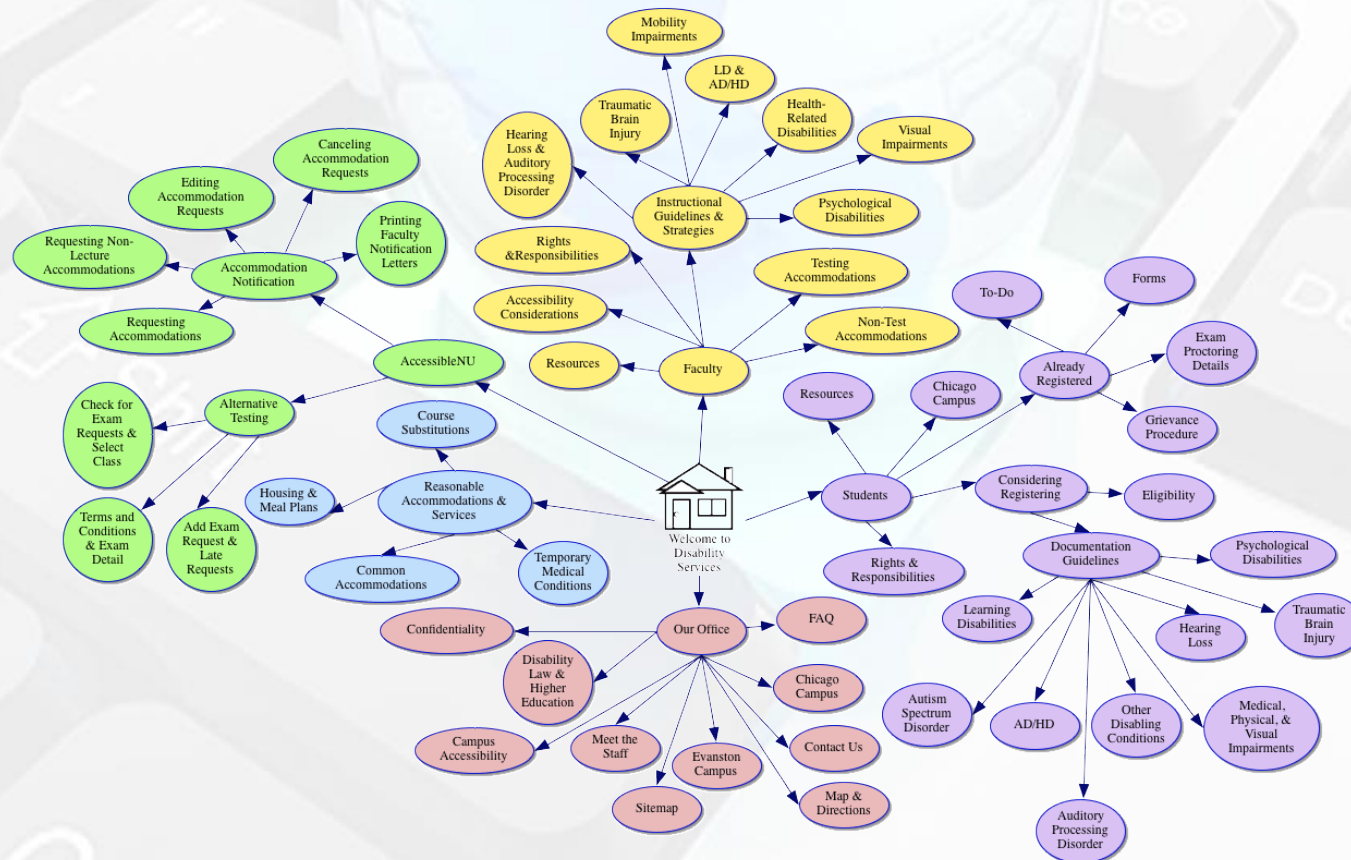 Mobility
Impairments
LD &
AD/HD
Traumatic
Brain
Injury
Health-
Related
Disabilities
Visual
Impairments
Hearing
Loss &
Auditory
Processing
Disorder
Instructional
Guidelines &
Strategies
Psychological
Disabilities
Rights
&Responsibilities
Testing
Accommodations
Accessibility
Considerations
Non-Test
Accommodations
Resources
Faculty
Canceling
Accommodation
Requests
Editing
Accommodation
Requests
Printing
Faculty
Notification
Letters
Requesting Non-
Lecture
Accommodations
Accommodation
Notification
Requesting
Accommodations
AccessibleNU
Check for
Exam
Requests &
Select
Class
Alternative
Testing
Terms and
Conditions
& Exam
Detail
Add Exam
Request &
Late
Requests
Course
Substitutions
Housing &
Meal Plans
Reasonable
Accommodations &
Services
Common
Accommodations
Temporary
Medical
Conditions
Welcome to
Disability
Services
To-Do
Forms
Already
Registered
Exam
Proctoring
Details
Grievance
Procedure
Resources
Chicago
Campus
Students
Considering
Registering
Eligibility
Rights &
Responsibilities
Documentation
Guidelines
Psychological
Disabilities
Learning
Disabilities
Hearing
Loss
Traumatic
Brain
Injury
Autism
Spectrum
Disorder
AD/HD
Other
Disabling
Conditions
Medical,
Physical, &
Visual
Impairments
Auditory
Processing
Disorder
Confidentiality
Our Office
FAQ
Disability
Law &
Higher
Education
Chicago
Campus
Campus
Accessibility
Meet the
Staff
Evanston
Campus
Contact Us
Sitemap
Map &
Directions
shift